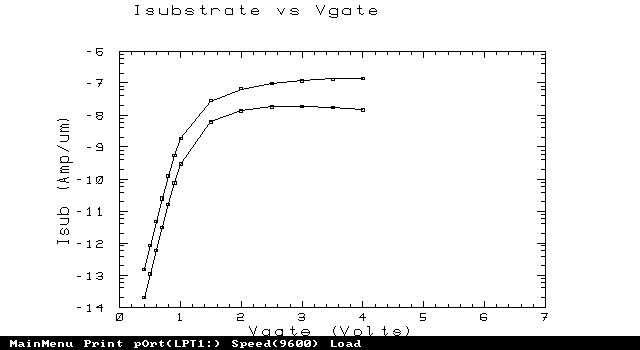 Isubstrate vs Vgate
-6
-7
-8
-9
-10
-11
-12
-13
-14
Isub (Amp/um)
0 1 2 3 4 5 6 7
Vgate (Volts)
MainMenu Print pOrt(LPT1:) Speed(9600) Load